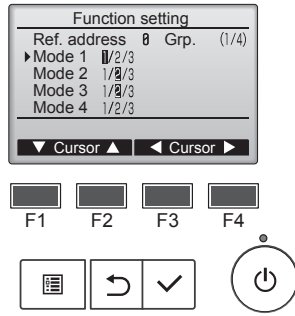 Function setting
Ref. address 0 Grp. (1/4)
Mode 1 1/2/3
Mode 2 1/2/3
Mode 3 1/2/3
Mode 4 1/2/3
▼ Cursor ▲ ◀ Cursor ▶
F1 F2 F3 F4